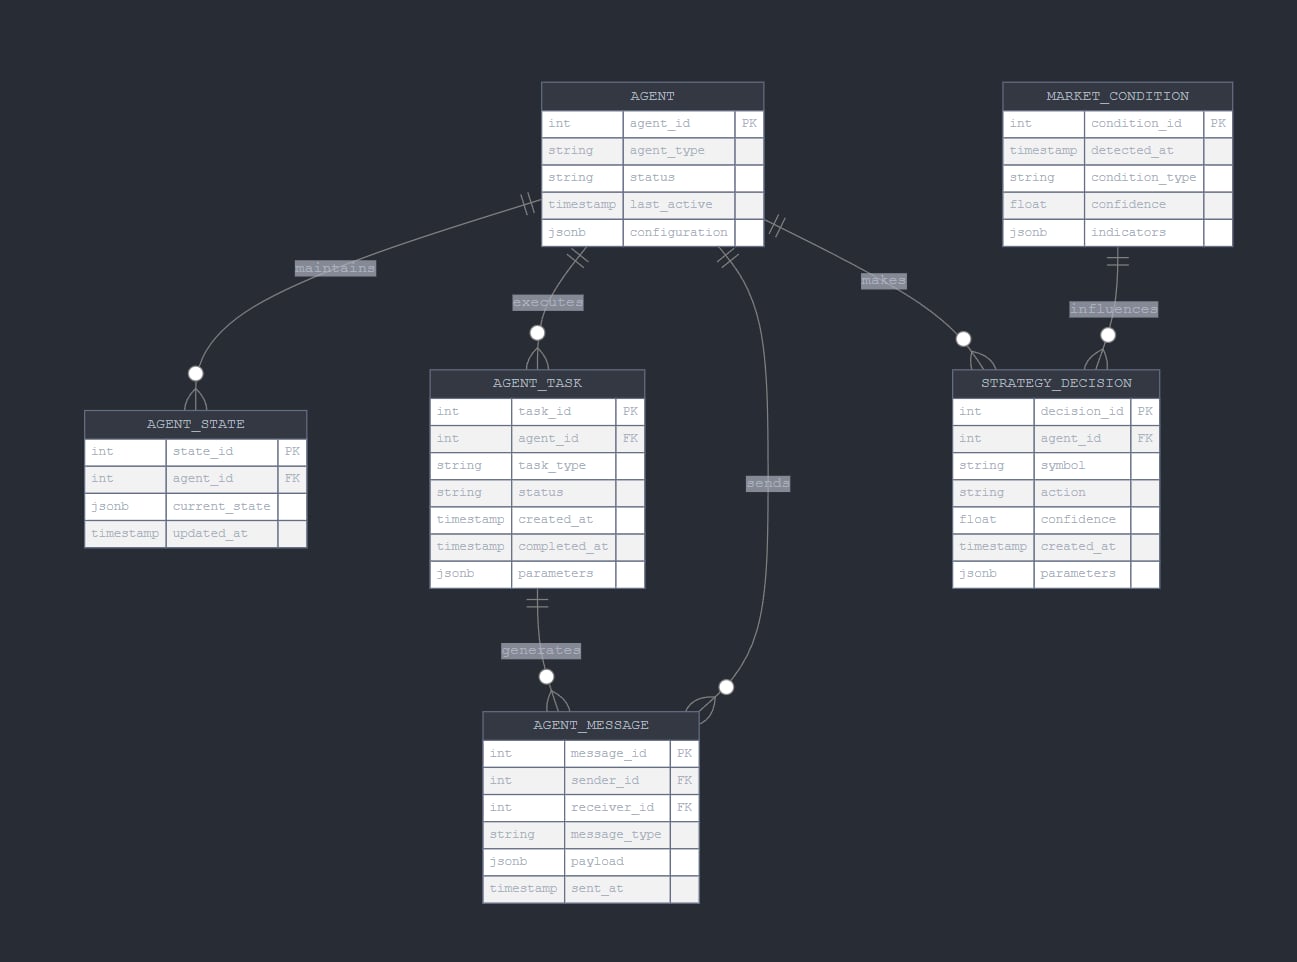 AGENT
int agent_id PK
string agent_type
string status
timestamp last_active
jsonb configuration
MARKET_CONDITION
int condition_id PK
timestamp detected_at
string condition_type
float confidence
jsonb indicators
maintains
executes
makes
influences
AGENT_STATE
int state_id PK
int agent_id FK
jsonb current_state
timestamp updated_at
AGENT_TASK
int task_id PK
int agent_id FK
string task_type
string status
timestamp created_at
timestamp completed_at
jsonb parameters
sends
STRATEGY_DECISION
int decision_id PK
int agent_id FK
string symbol
string action
float confidence
timestamp created_at
jsonb parameters
generates
AGENT_MESSAGE
int message_id PK
int sender_id FK
int receiver_id FK
string message_type
jsonb payload
timestamp sent_at